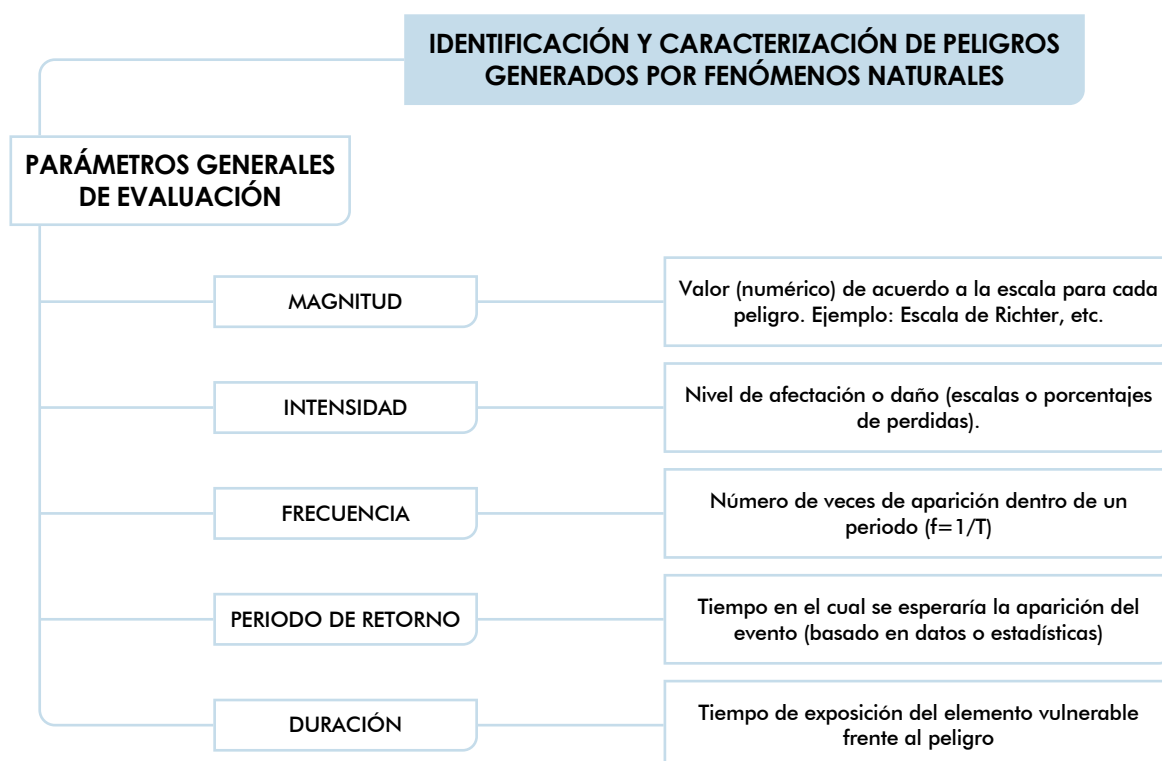 IDENTIFICACIÓN Y CARACTERIZACIÓN DE PELIGROS
GENERADOS POR FENÓMENOS NATURALES
PARÁMETROS GENERALES
DE EVALUACIÓN
MAGNITUD
Valor (numérico) de acuerdo a la escala para cada
peligro. Ejemplo: Escala de Richter, etc.
INTENSIDAD
Nivel de afectación o daño (escalas o porcentajes
de perdidas).
FRECUENCIA
Número de veces de aparición dentro de un
periodo (f=1/T)
PERIODO DE RETORNO
Tiempo en el cual se esperaría la aparición del
evento (basado en datos o estadísticas)
DURACIÓN
Tiempo de exposición del elemento vulnerable
frente al peligro